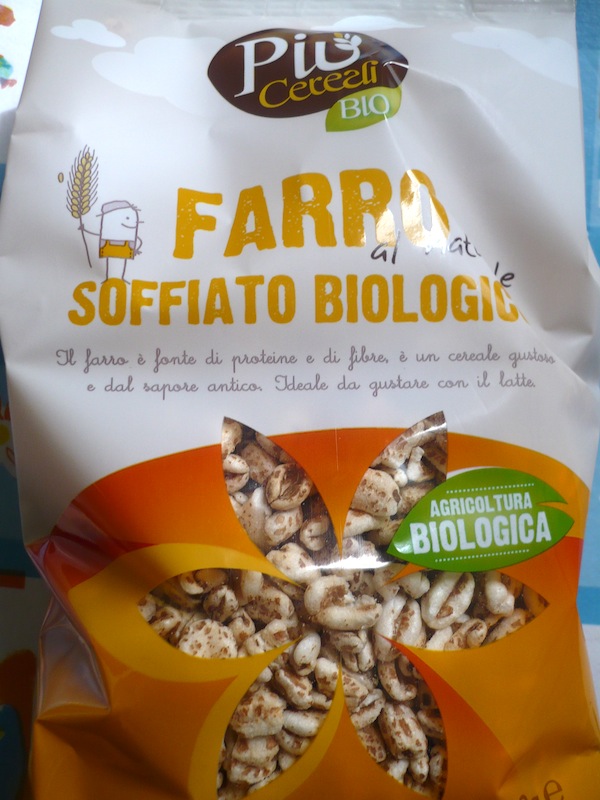 Più
Cereali
BIO
FARRO
al
SOFFIATO BIOLOGIC
Il farro è fonte di proteine e di fibre, è un cereale gustoso
e dal sapore antico. Ideale da gustare con il latte.
AGRICOLTURA
BIOLOGICA